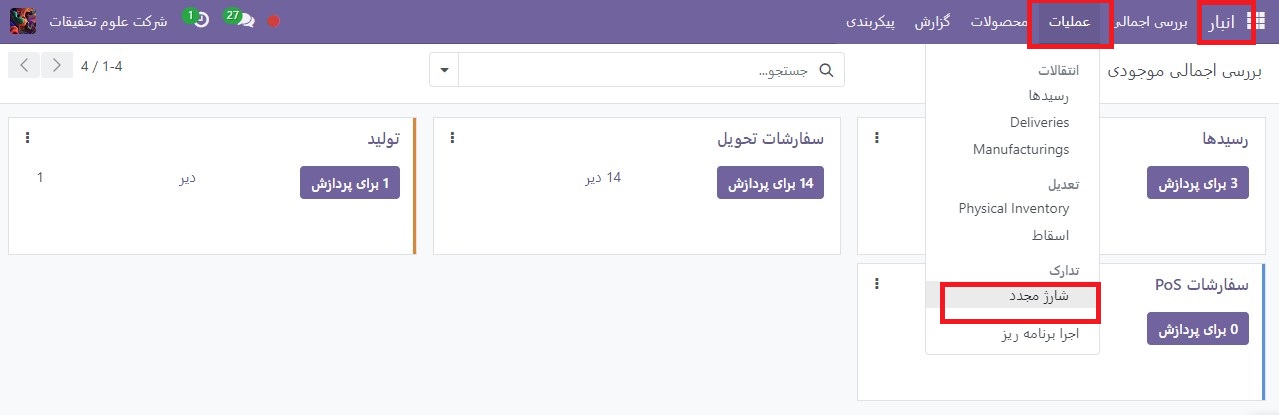 انبار بررسی اجمالی عملیات محصولات گزارش پیکربندی 27 1 شرکت علوم تحقیقات
بررسی اجمالی موجودی جستجو... 1-4 / 4
انتقالات
رسیدها
Deliveries
Manufacturings
تعدیل
Physical Inventory
اسقاط
تدارک
شارژ مجدد
اجرا برنامه ریز
رسیدها
3 برای پردازش
سفارشات تحویل
14 برای پردازش
14 دیر
تولید
1 برای پردازش
دیر
1
سفارشات PoS
0 برای پردازش